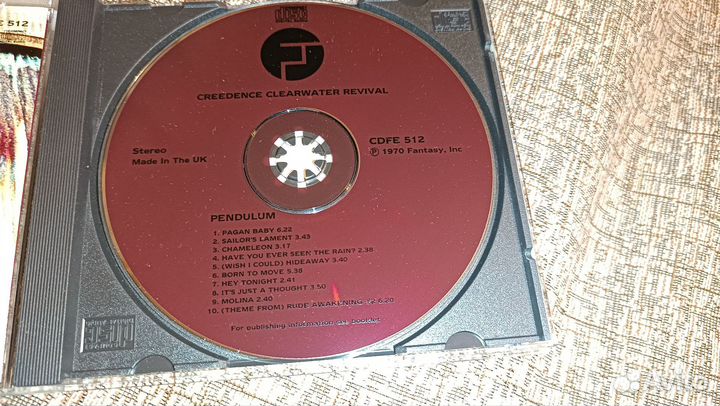 E 512
CREEDENCE CLEARWATER REVIVAL
Stereo
Made In The UK
CDFE 512
Ⓟ 1970 Fantasy, Inc
PENDULUM
1. PAGAN BABY 6.22
2. SAILOR'S LAMENT 3.43
3. CHAMELEON 3.17
4. HAVE YOU EVER SEEN THE RAIN? 2.38
5. (WISH I COULD) HIDEAWAY 3.40
6. BORN TO MOVE 5.38
7. HEY TONIGHT 2.41
8. IT'S JUST A THOUGHT 3.50
9. MOLINA 2.40
10. (THEME FROM) RUDE AWAKENING #2 6.20
For publishing information see booklet
Avito